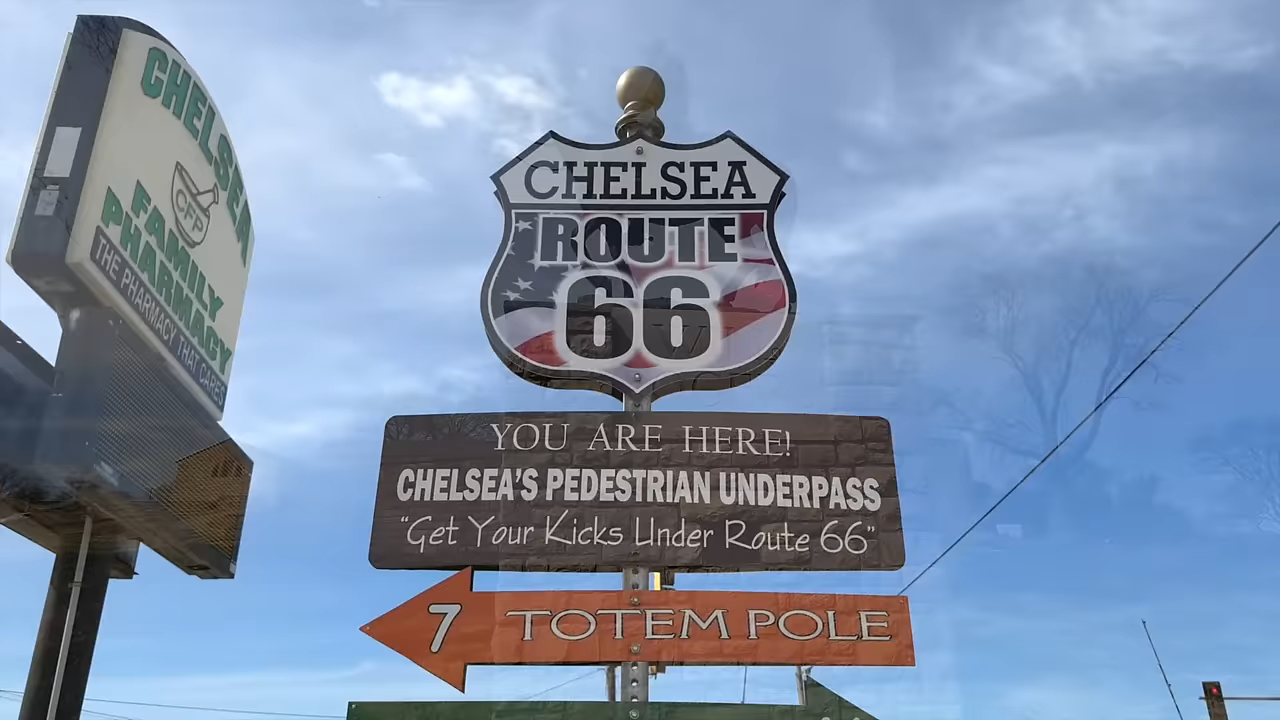 CHELSEA
CFP
FAMILY
PHARMACY
THE PHARMACY THAT CARES
CHELSEA
ROUTE
66
YOU ARE HERE!
CHELSEA'S PEDESTRIAN UNDERPASS
"Get Your Kicks Under Route 66"
7 TOTEM POLE